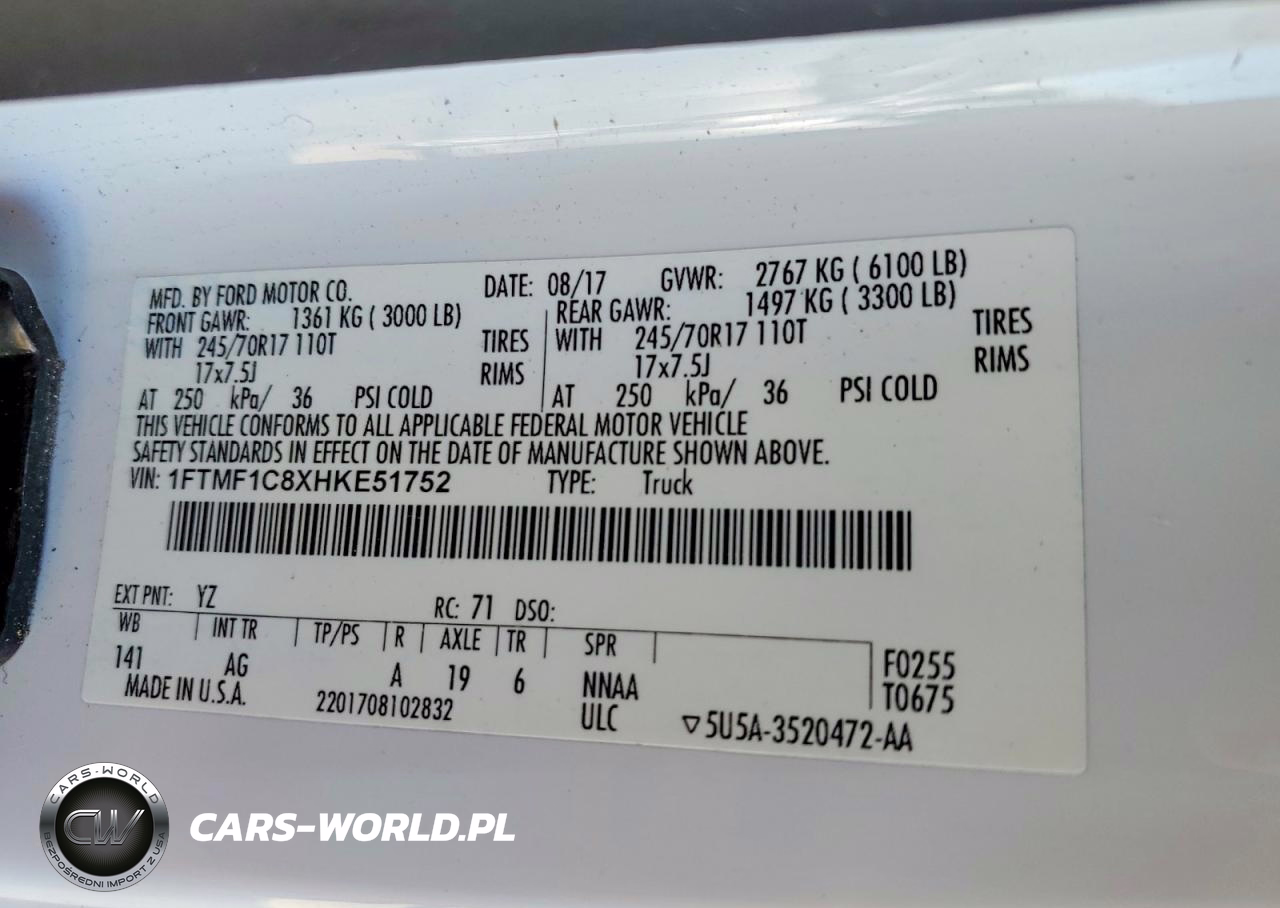 MFD. BY FORD MOTOR CO. DATE: 08/17 GVWR: 2767 KG ( 6100 LB)
FRONT GAWR: 1361 KG ( 3000 LB) REAR GAWR: 1497 KG ( 3300 LB)
WITH 245/70R17 110T TIRES WITH 245/70R17 110T TIRES
17x7.5J RIMS 17x7.5J RIMS
AT 250 kPa/ 36 PSI COLD AT 250 kPa/ 36 PSI COLD
THIS VEHICLE CONFORMS TO ALL APPLICABLE FEDERAL MOTOR VEHICLE
SAFETY STANDARDS IN EFFECT ON THE DATE OF MANUFACTURE SHOWN ABOVE.
VIN: 1FTMF1C8XHKE51752 TYPE: Truck
EXT PNT: YZ RC: 71 DSO:
WB INT TR TP/PS R AXLE TR SPR
141 AG A 19 6 NNAA F0255
MADE IN U.S.A. 2201708102832 ULC T0675
▽5U5A-3520472-AA
CARS-WORLD
CW
BEZPOŚREDNI IMPORT Z USA
CARS-WORLD.PL